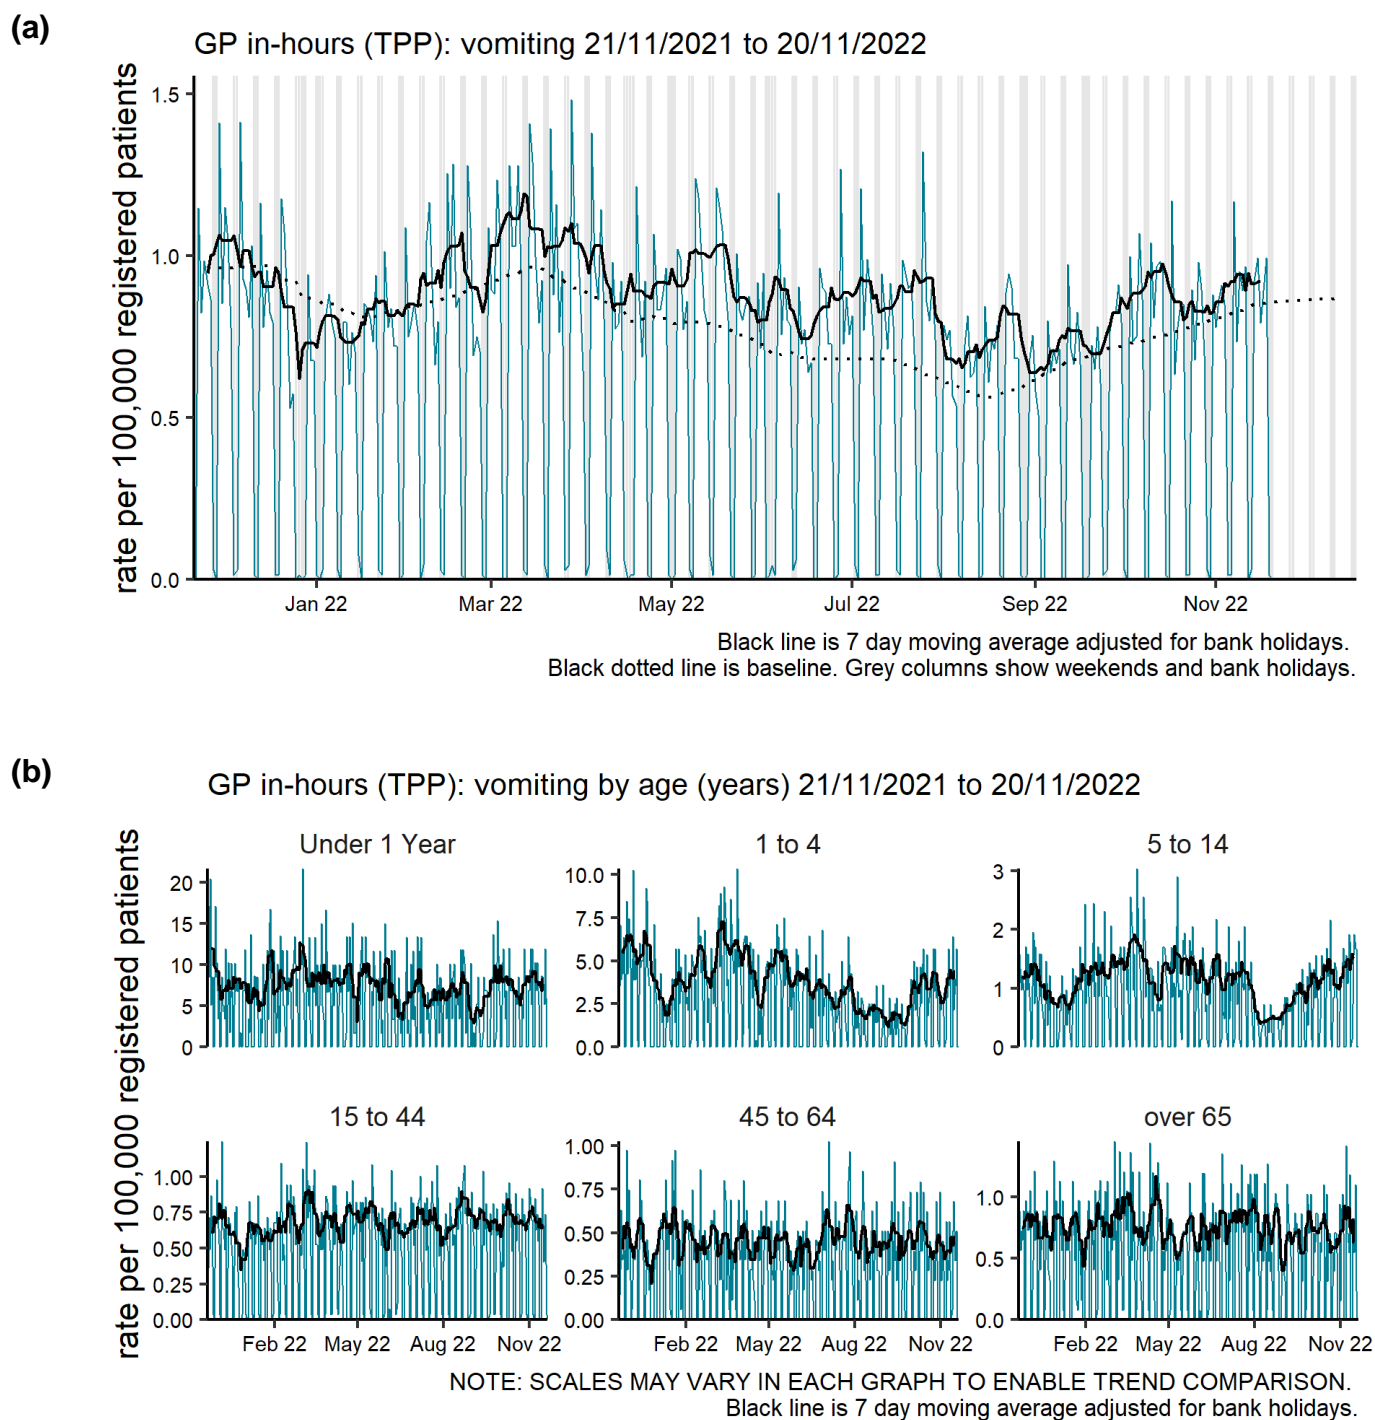 (a)
GP in-hours (TPP): vomiting 21/11/2021 to 20/11/2022
rate per 100,000 registered patients
1.5
1.0
0.5
0.0
Jan 22 Mar 22 May 22 Jul 22 Sep 22 Nov 22
Black line is 7 day moving average adjusted for bank holidays.
Black dotted line is baseline. Grey columns show weekends and bank holidays.
(b)
GP in-hours (TPP): vomiting by age (years) 21/11/2021 to 20/11/2022
rate per 100,000 registered patients
Under 1 Year
20
15
10
5
0
1 to 4
10.0
7.5
5.0
2.5
0.0
5 to 14
3
2
1
0
15 to 44
1.00
0.75
0.50
0.25
0.00
Feb 22 May 22 Aug 22 Nov 22
45 to 64
1.00
0.75
0.50
0.25
0.00
Feb 22 May 22 Aug 22 Nov 22
over 65
1.0
0.5
0.0
Feb 22 May 22 Aug 22 Nov 22
NOTE: SCALES MAY VARY IN EACH GRAPH TO ENABLE TREND COMPARISON.
Black line is 7 day moving average adjusted for bank holidays.